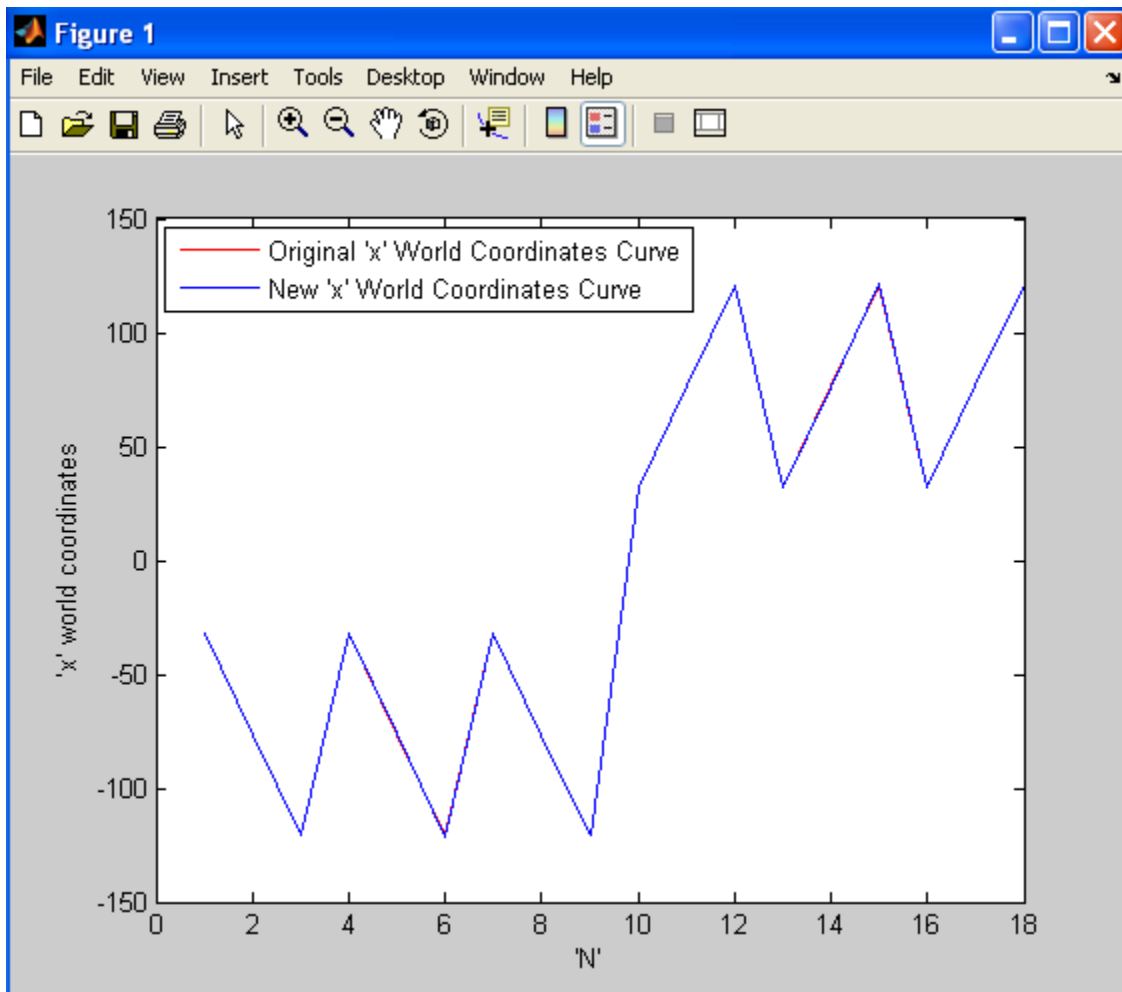 Figure 1
File Edit View Insert Tools Desktop Window Help
Original 'x' World Coordinates Curve
New 'x' World Coordinates Curve
150
100
50
0
-50
-100
-150
'x' world coordinates
0 2 4 6 8 10 12 14 16 18
'N'